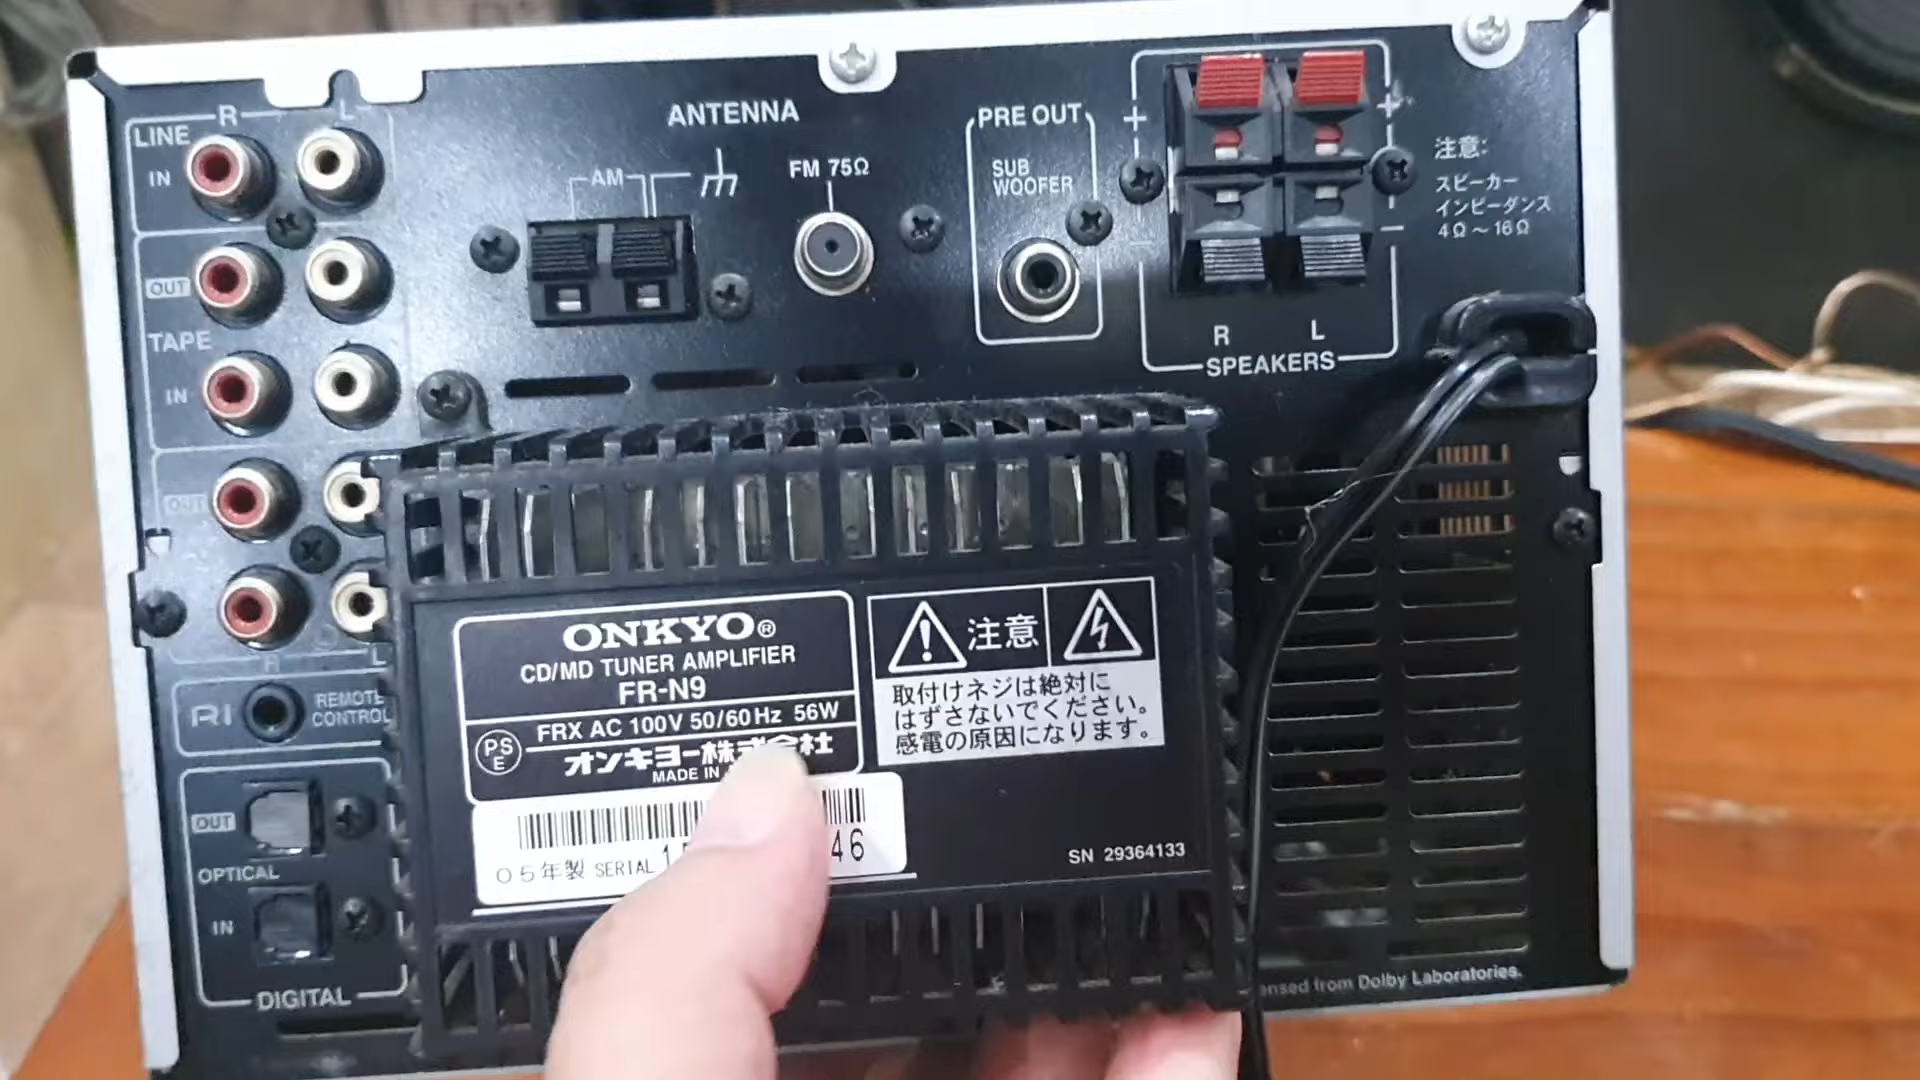 R L
LINE
IN
OUT
TAPE
IN
OUT
R L
RI REMOTE
CONTROL
OUT
OPTICAL
IN
DIGITAL
ANTENNA
AM
FM 75Ω
PRE OUT
SUB
WOOFER
+ +
− −
R L
SPEAKERS
注意:
スピーカー
インピーダンス
4Ω～16Ω
ONKYO®
CD/MD TUNER AMPLIFIER
FR-N9
FRX AC 100V 50/60Hz 56W
PSE
オンキヨー株式会社
MADE IN
05年製 SERIAL 46
注意
取付けネジは絶対に
はずさないでください。
感電の原因になります。
SN 29364133
from Dolby Laboratories.